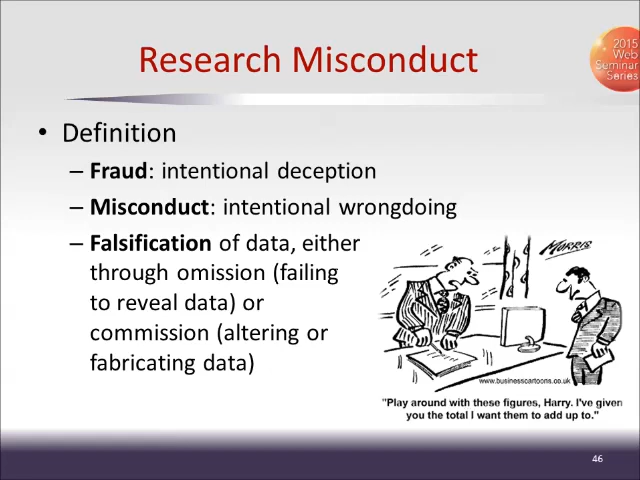 Research Misconduct
2015
Web
Seminar
Series
• Definition
– Fraud: intentional deception
– Misconduct: intentional wrongdoing
– Falsification of data, either
through omission (failing
to reveal data) or
commission (altering or
fabricating data)
MORRIS
www.businesscartoons.co.uk
"Play around with these figures, Harry. I've given
you the total I want them to add up to."
46